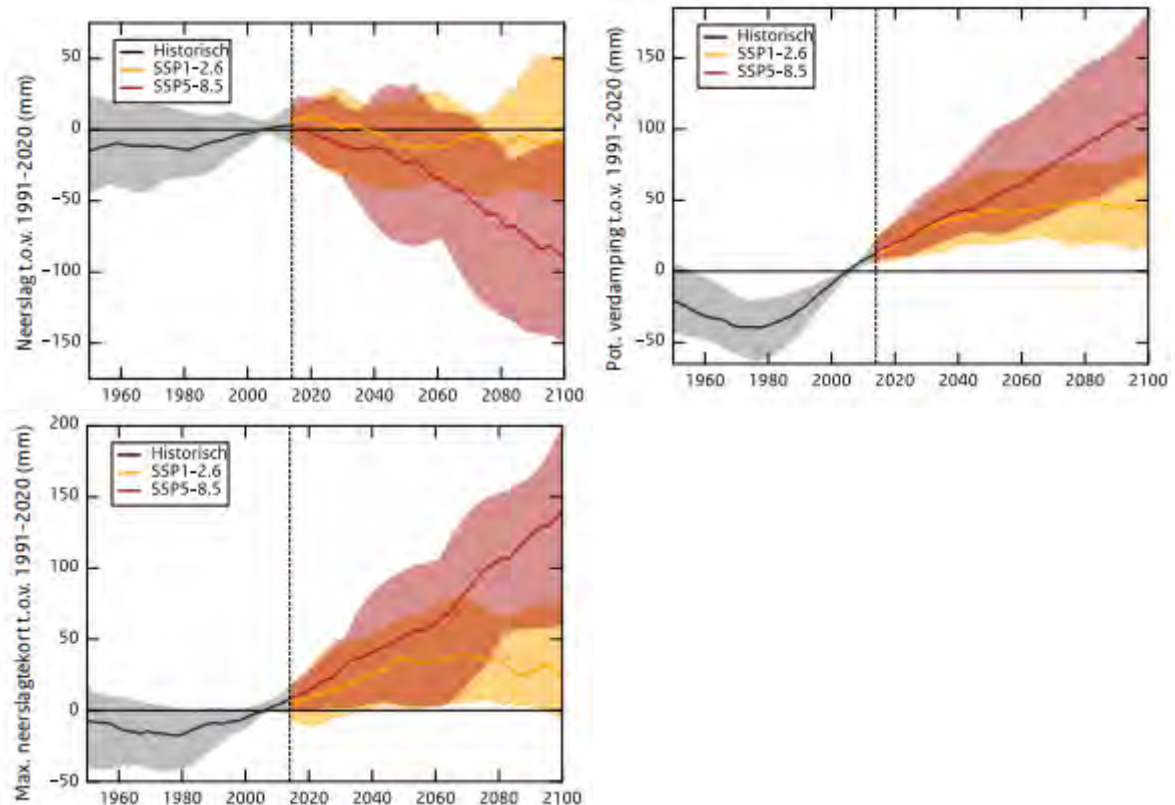 Neerslag t.o.v. 1991-2020 (mm)
50
0
-50
-100
-150
Historisch
SSP1-2.6
SSP5-8.5
1960 1980 2000 2020 2040 2060 2080 2100
Pot. verdamping t.o.v. 1991-2020 (mm)
150
100
50
0
-50
Historisch
SSP1-2.6
SSP5-8.5
1960 1980 2000 2020 2040 2060 2080 2100
Max. neerslagtekort t.o.v. 1991-2020 (mm)
200
150
100
50
0
-50
Historisch
SSP1-2.6
SSP5-8.5
1960 1980 2000 2020 2040 2060 2080 2100